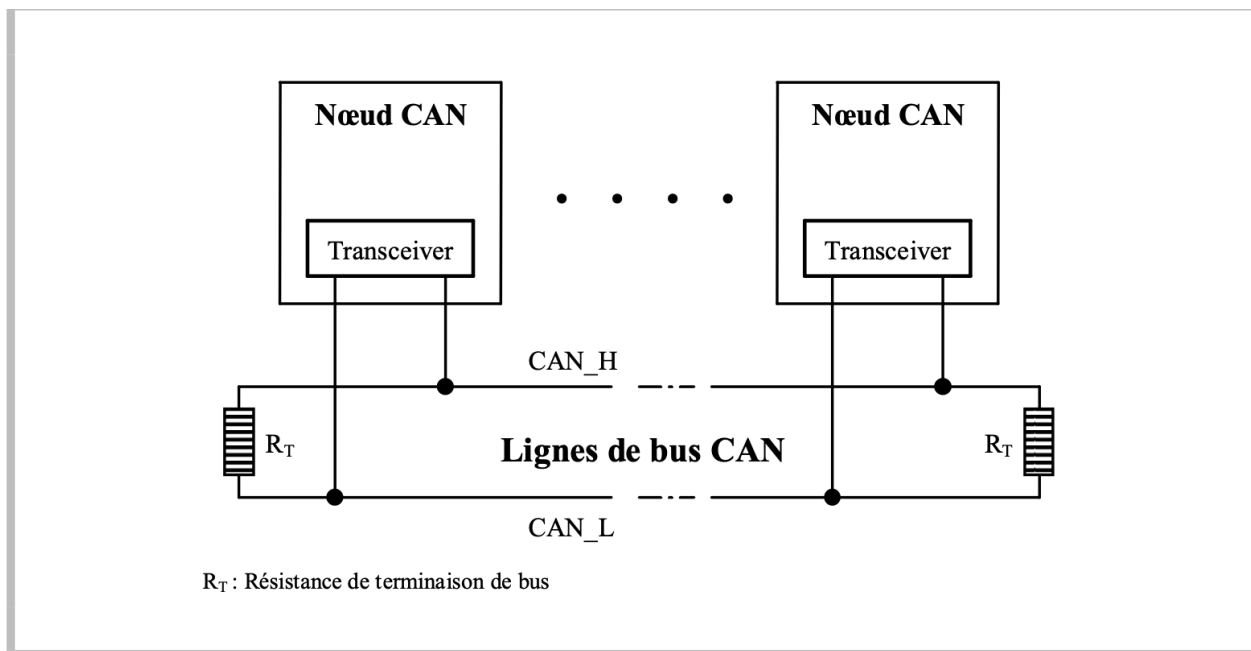 Nœud CAN
Nœud CAN
Transceiver
Transceiver
CAN_H
R_T
Lignes de bus CAN
R_T
CAN_L
R_T : Résistance de terminaison de bus